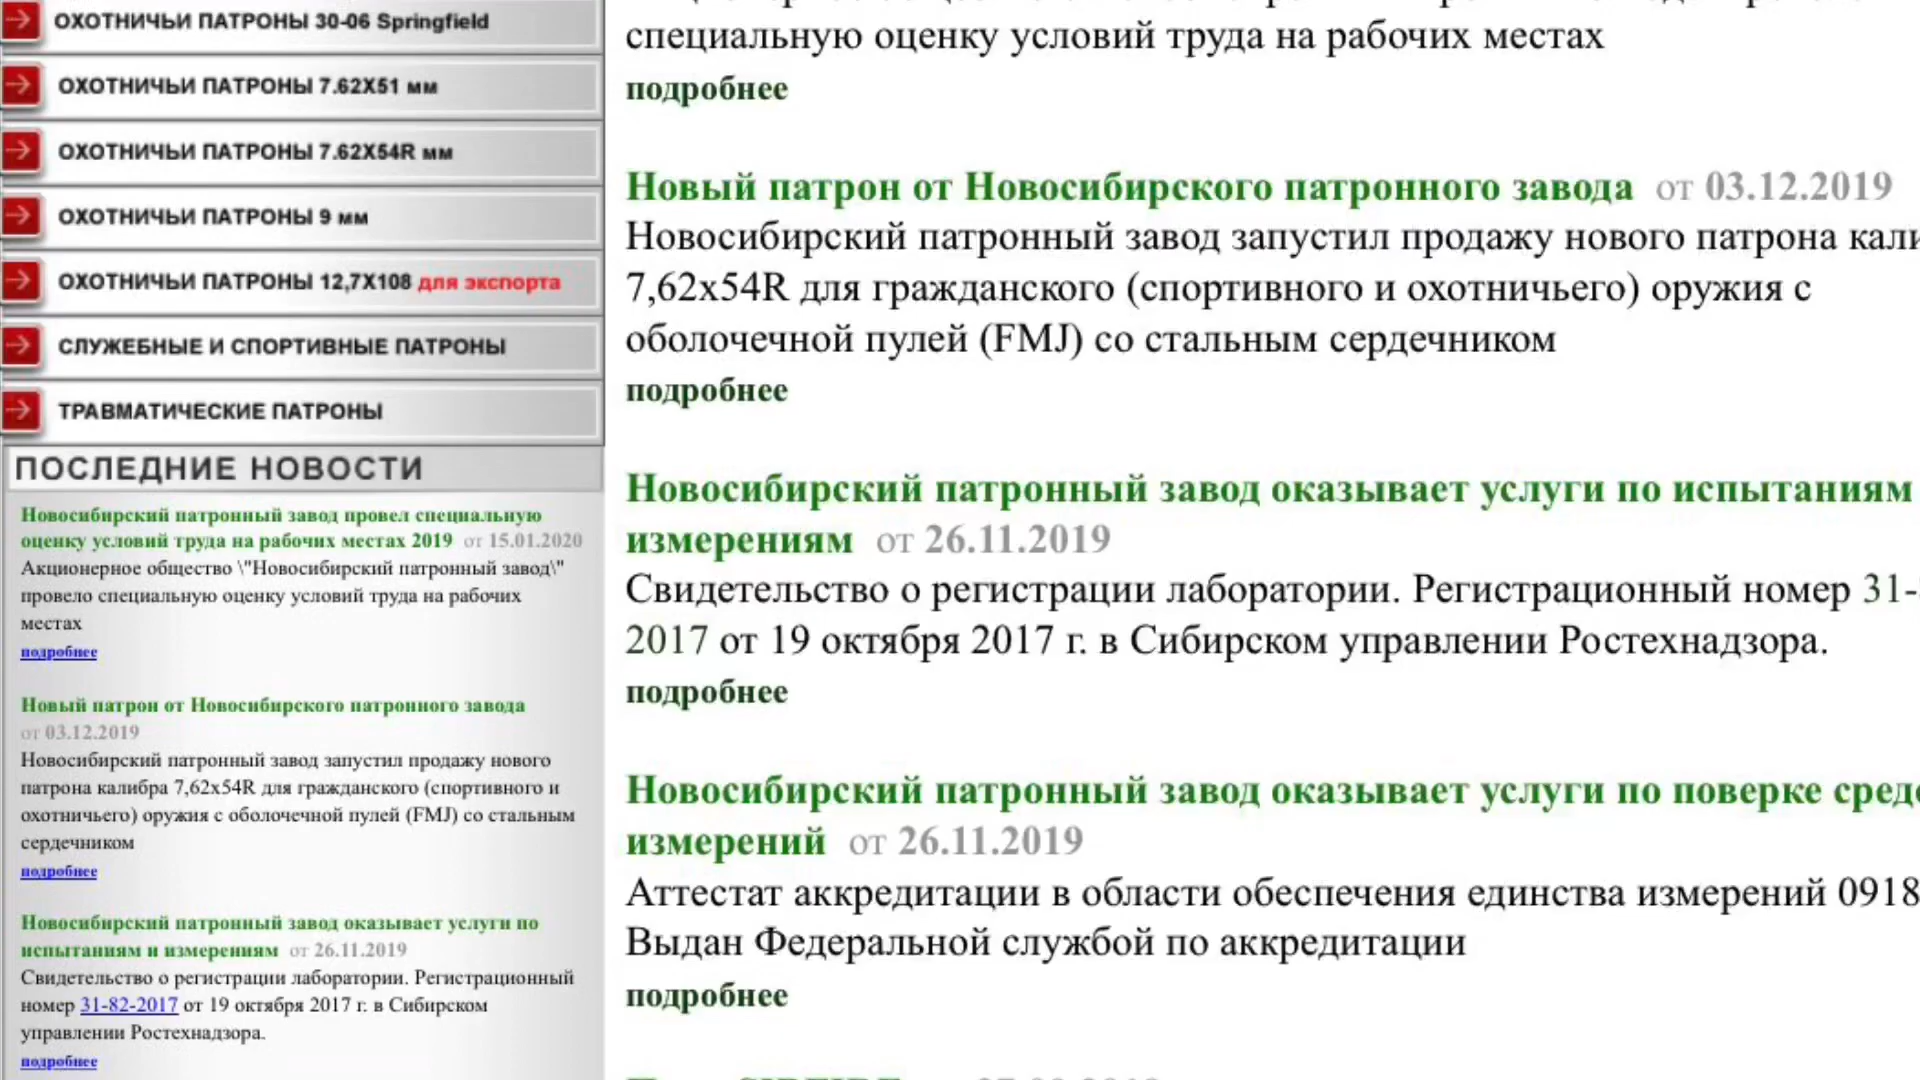 ОХОТНИЧЬИ ПАТРОНЫ 30-06 Springfield
ОХОТНИЧЬИ ПАТРОНЫ 7.62X51 мм
ОХОТНИЧЬИ ПАТРОНЫ 7.62X54R мм
ОХОТНИЧЬИ ПАТРОНЫ 9 мм
ОХОТНИЧЬИ ПАТРОНЫ 12,7X108 для экспорта
СЛУЖЕБНЫЕ И СПОРТИВНЫЕ ПАТРОНЫ
ТРАВМАТИЧЕСКИЕ ПАТРОНЫ
ПОСЛЕДНИЕ НОВОСТИ
Новосибирский патронный завод провел специальную
оценку условий труда на рабочих местах 2019 от 15.01.2020
Акционерное общество \"Новосибирский патронный завод\"
провело специальную оценку условий труда на рабочих
местах
подробнее
Новый патрон от Новосибирского патронного завода
от 03.12.2019
Новосибирский патронный завод запустил продажу нового
патрона калибра 7,62х54R для гражданского (спортивного и
охотничьего) оружия с оболочечной пулей (FMJ) со стальным
сердечником
подробнее
Новосибирский патронный завод оказывает услуги по
испытаниям и измерениям от 26.11.2019
Свидетельство о регистрации лаборатории. Регистрационный
номер 31-82-2017 от 19 октября 2017 г. в Сибирском
управлении Ростехнадзора.
подробнее
специальную оценку условий труда на рабочих местах
подробнее
Новый патрон от Новосибирского патронного завода от 03.12.2019
Новосибирский патронный завод запустил продажу нового патрона кали
7,62х54R для гражданского (спортивного и охотничьего) оружия с
оболочечной пулей (FMJ) со стальным сердечником
подробнее
Новосибирский патронный завод оказывает услуги по испытаниям
измерениям от 26.11.2019
Свидетельство о регистрации лаборатории. Регистрационный номер 31-
2017 от 19 октября 2017 г. в Сибирском управлении Ростехнадзора.
подробнее
Новосибирский патронный завод оказывает услуги по поверке сред
измерений от 26.11.2019
Аттестат аккредитации в области обеспечения единства измерений 0918
Выдан Федеральной службой по аккредитации
подробнее